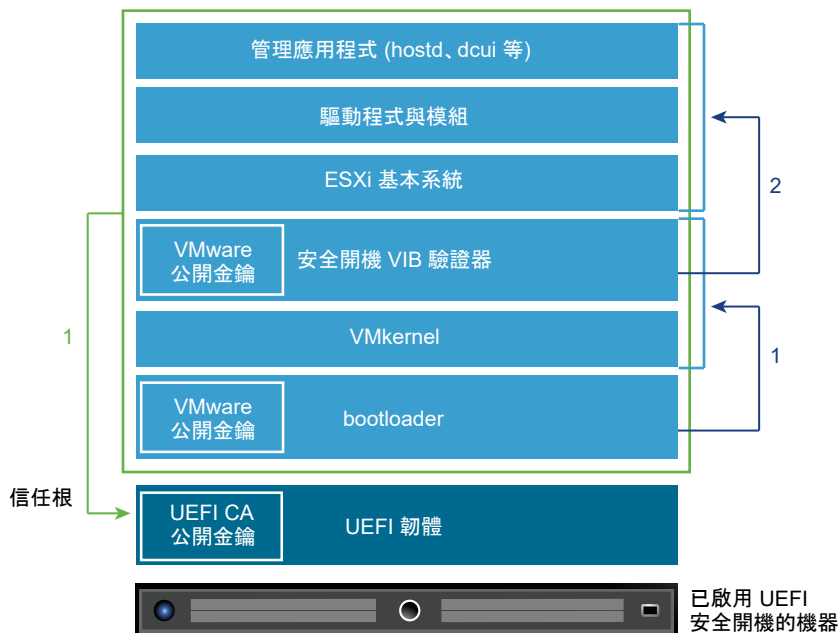 管理應用程式 (hostd、dcui 等)
驅動程式與模組
ESXi 基本系統
2
VMware
公開金鑰
安全開機 VIB 驗證器
1
VMkernel
1
VMware
公開金鑰
bootloader
信任根
UEFI CA
公開金鑰
UEFI 韌體
已啟用 UEFI
安全開機的機器